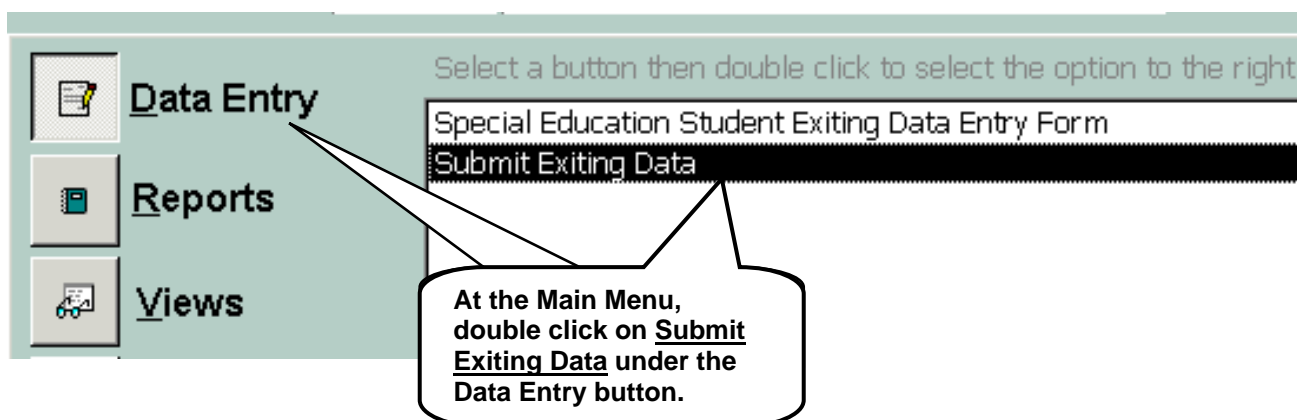 Select a button then double click to select the option to the right
Data Entry
Special Education Student Exiting Data Entry Form
Submit Exiting Data
Reports
Views
At the Main Menu,
double click on Submit
Exiting Data under the
Data Entry button.